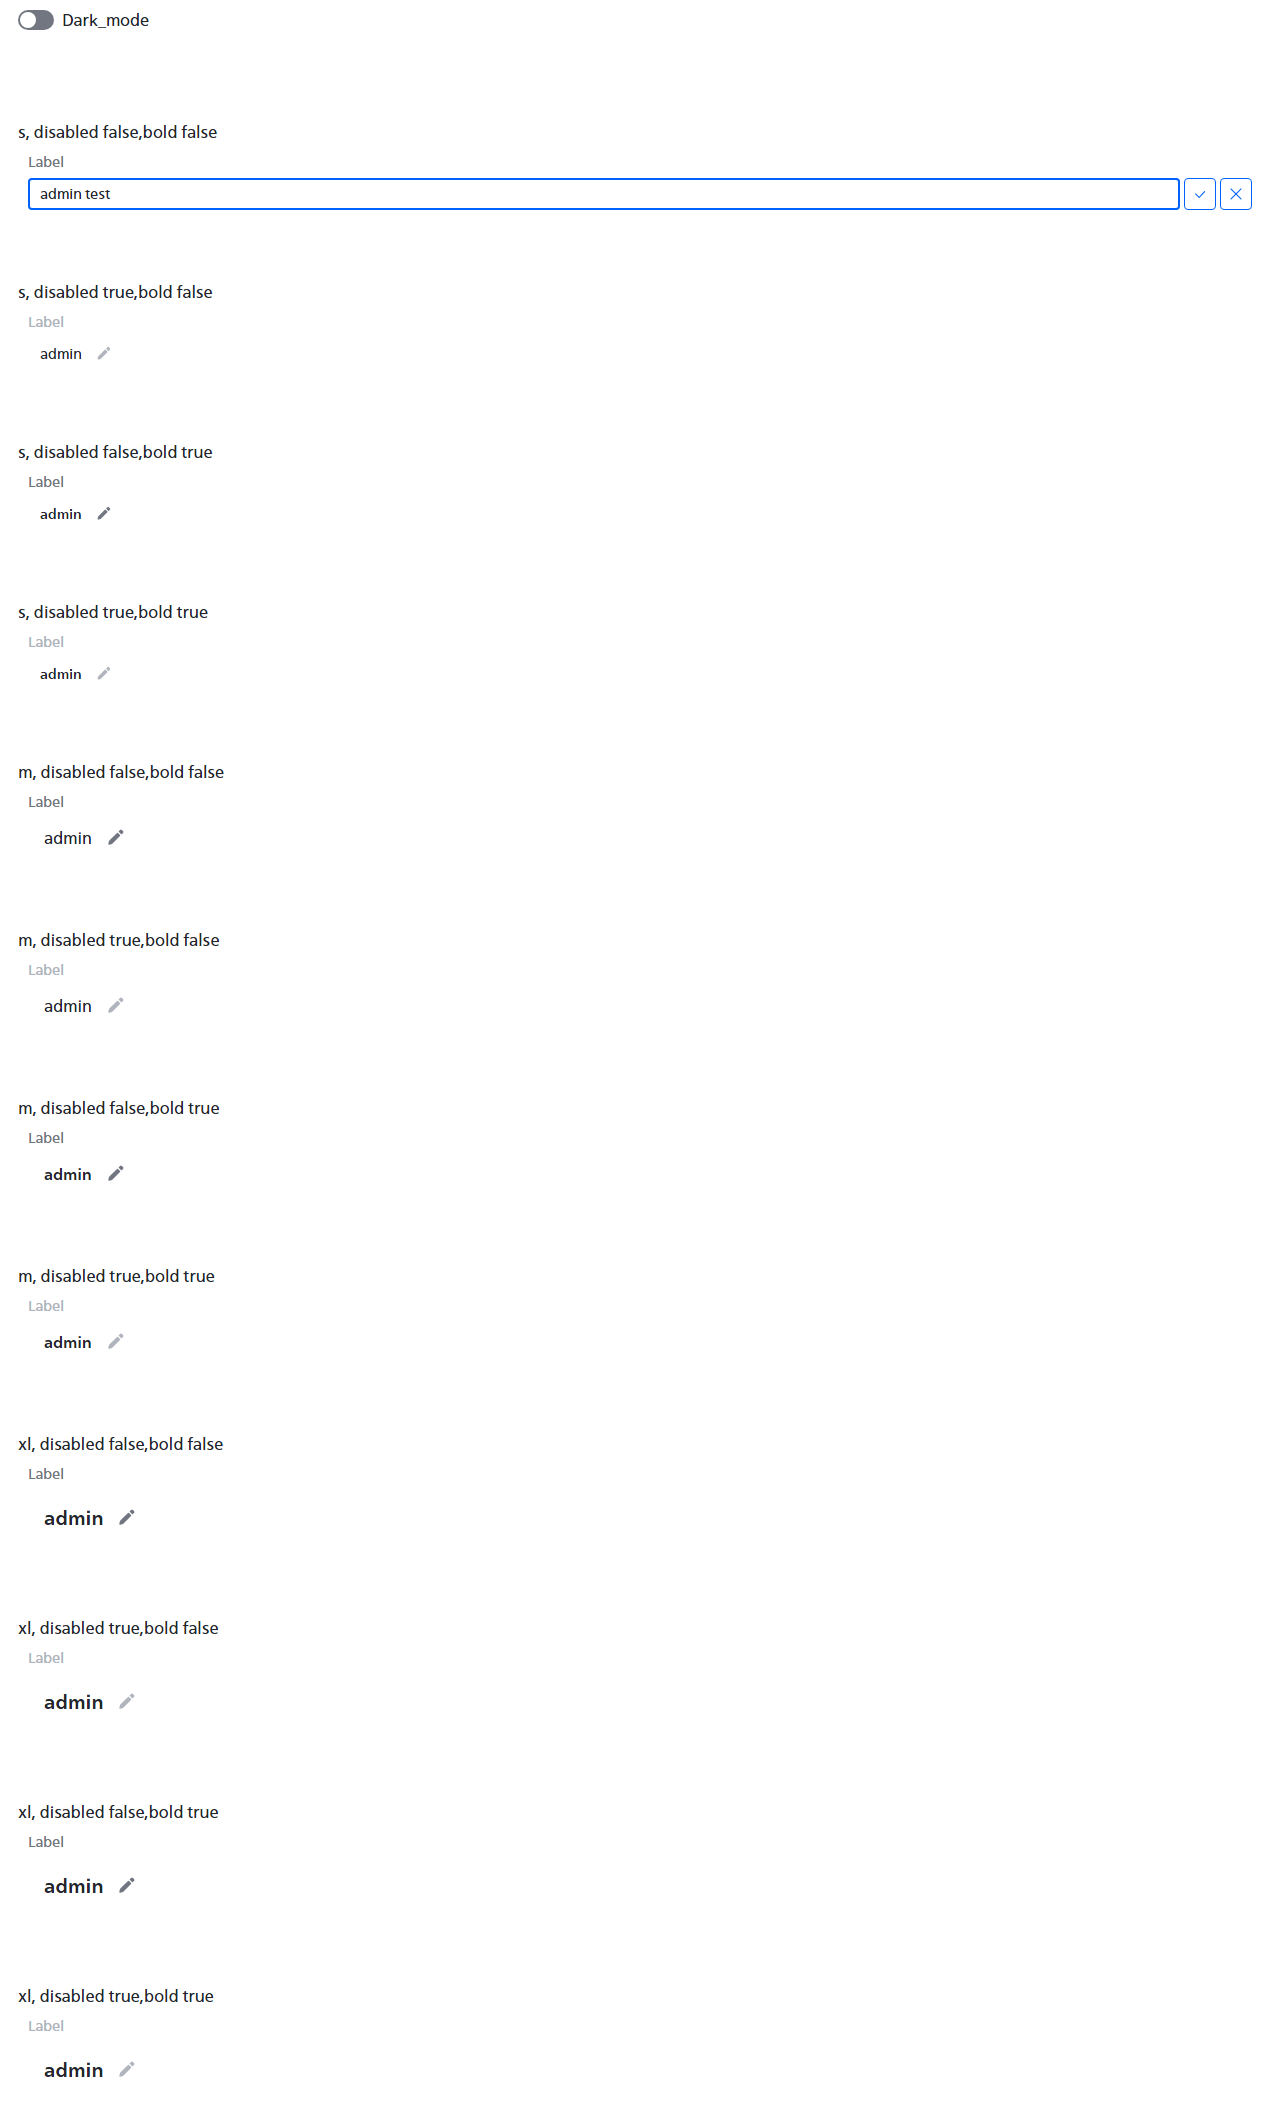 Dark_mode
s, disabled false,bold false
Label
admin test
s, disabled true,bold false
Label
admin
s, disabled false,bold true
Label
admin
s, disabled true,bold true
Label
admin
m, disabled false,bold false
Label
admin
m, disabled true,bold false
Label
admin
m, disabled false,bold true
Label
admin
m, disabled true,bold true
Label
admin
xl, disabled false,bold false
Label
admin
xl, disabled true,bold false
Label
admin
xl, disabled false,bold true
Label
admin
xl, disabled true,bold true
Label
admin